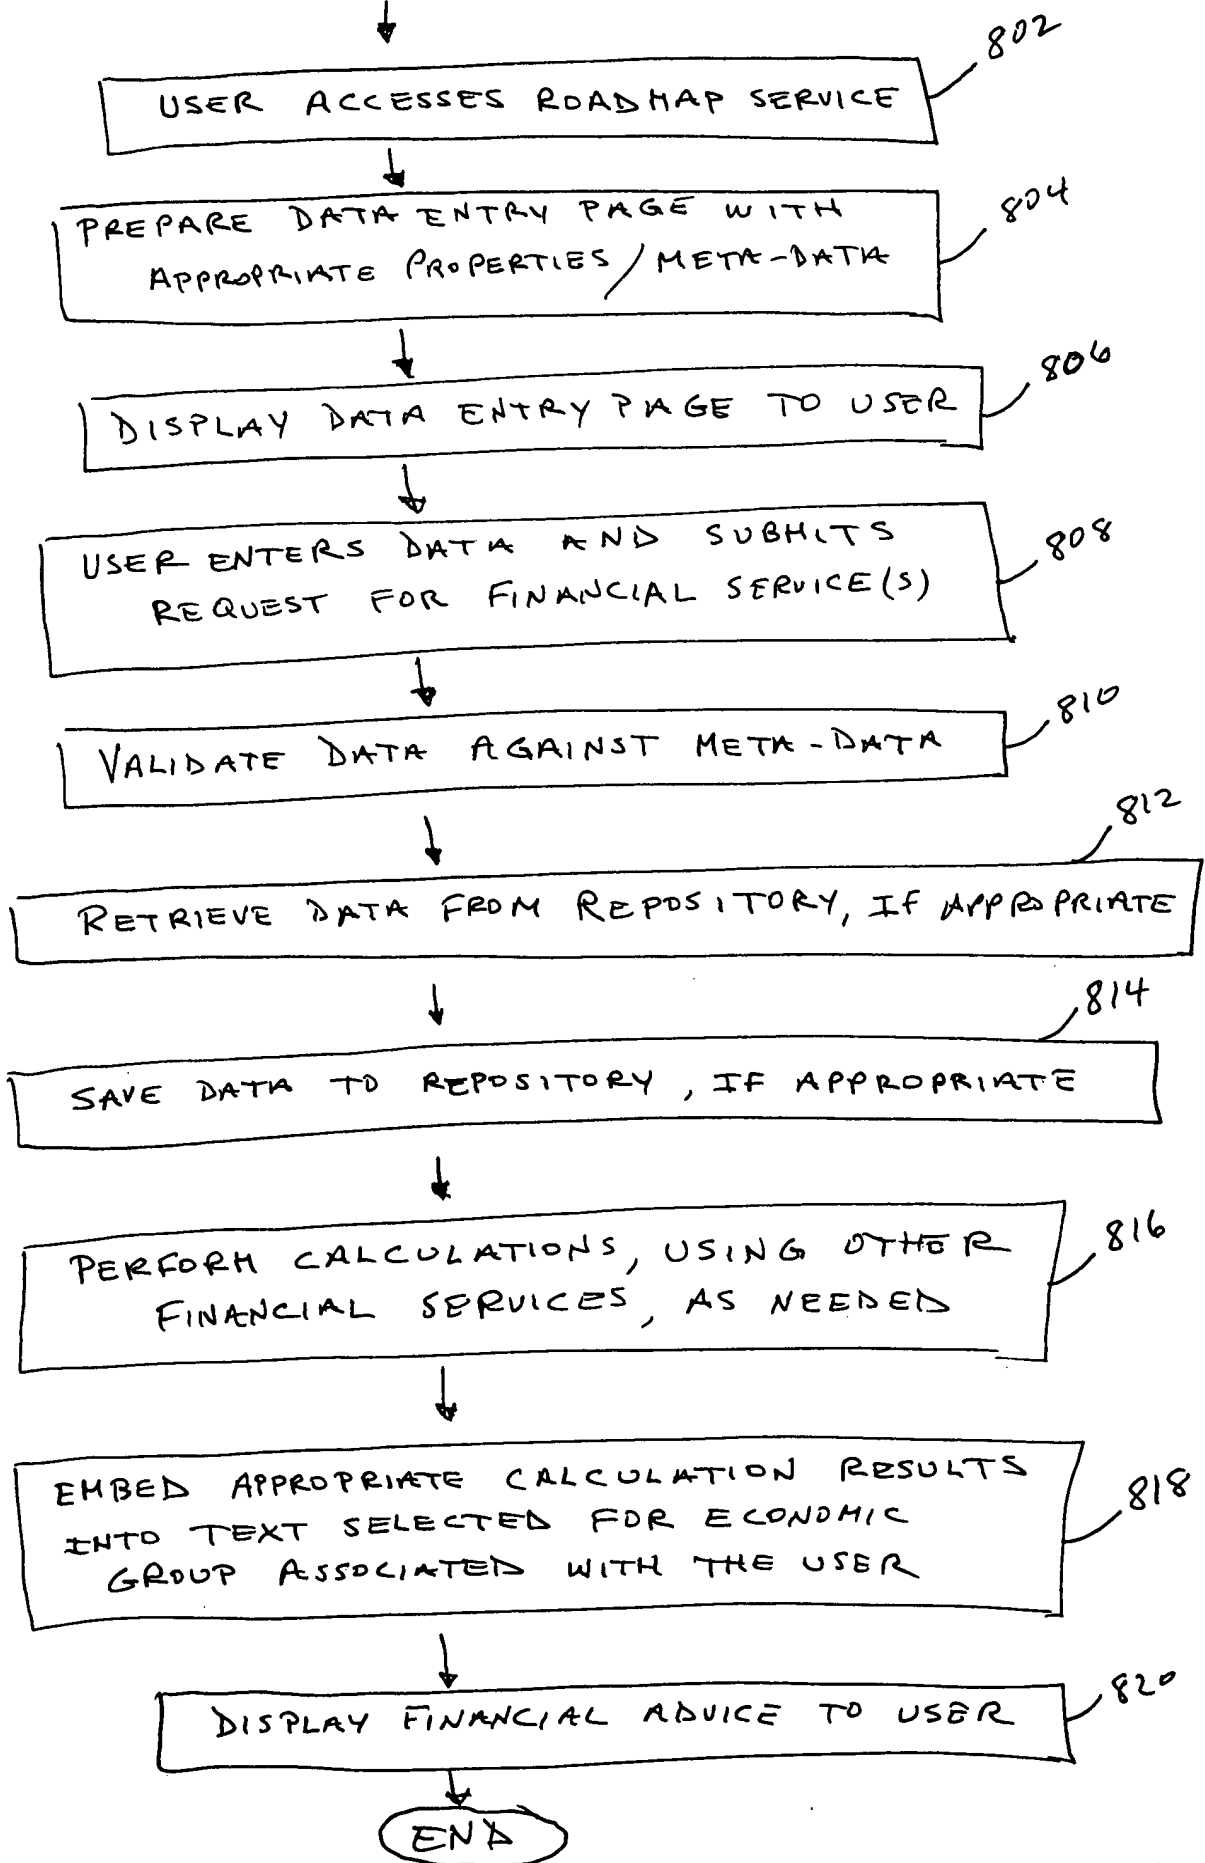 802
USER ACCESSES ROADMAP SERVICE
804
PREPARE DATA ENTRY PAGE WITH
APPROPRIATE PROPERTIES / META-DATA
806
DISPLAY DATA ENTRY PAGE TO USER
808
USER ENTERS DATA AND SUBMITS
REQUEST FOR FINANCIAL SERVICE(S)
810
VALIDATE DATA AGAINST META-DATA
812
RETRIEVE DATA FROM REPOSITORY, IF APPROPRIATE
814
SAVE DATA TO REPOSITORY, IF APPROPRIATE
816
PERFORM CALCULATIONS, USING OTHER
FINANCIAL SERVICES, AS NEEDED
818
EMBED APPROPRIATE CALCULATION RESULTS
INTO TEXT SELECTED FOR ECONOMIC
GROUP ASSOCIATED WITH THE USER
820
DISPLAY FINANCIAL ADVICE TO USER
END